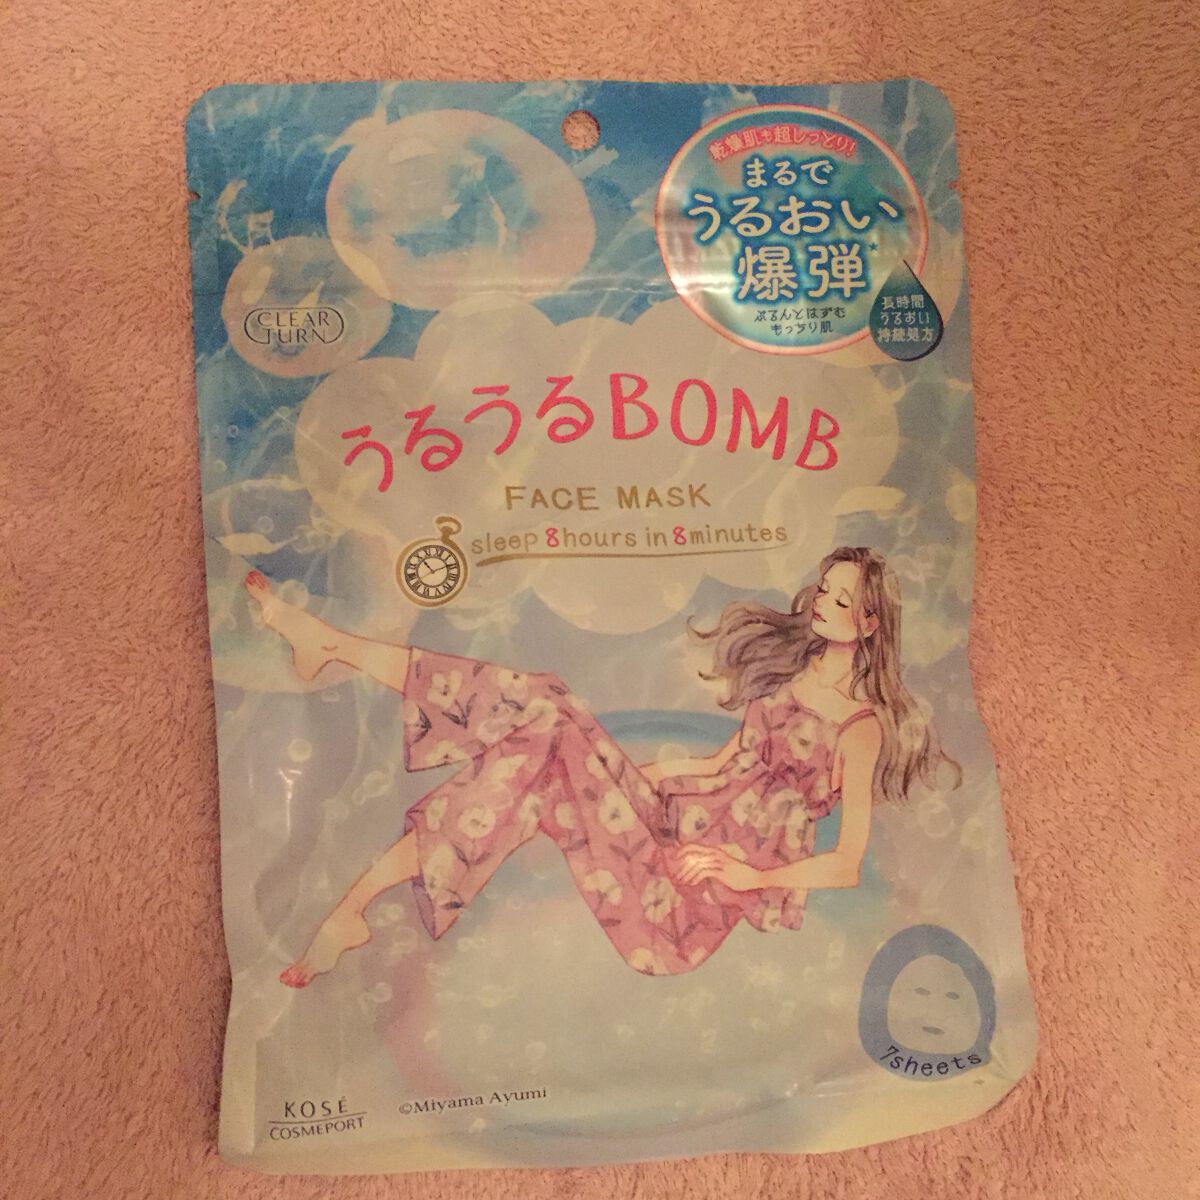 乾燥肌も超しっとり!
まるで
うるおい
爆弾*
ぷるんとはずむ
もっちり肌
長時間
うるおい
持続処方
CLEAR
TURN
うるうるBOMB
FACE MASK
sleep 8hours in 8minutes
7sheets
KOSÉ
COSMEPORT
©Miyama Ayumi